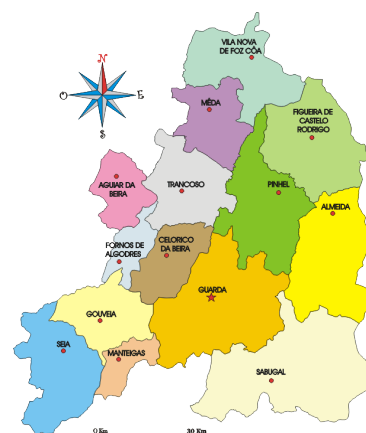 VILA NOVA
DE FOZ CÔA
N
O
E
S
MÊDA
FIGUEIRA DE
CASTELO
RODRIGO
AGUIAR DA
BEIRA
TRANCOSO
PINHEL
ALMEIDA
FORNOS DE
ALGODRES
CELORICO
DA BEIRA
GUARDA
GOUVEIA
SEIA
MANTEIGAS
SABUGAL
0 Km
30 Km